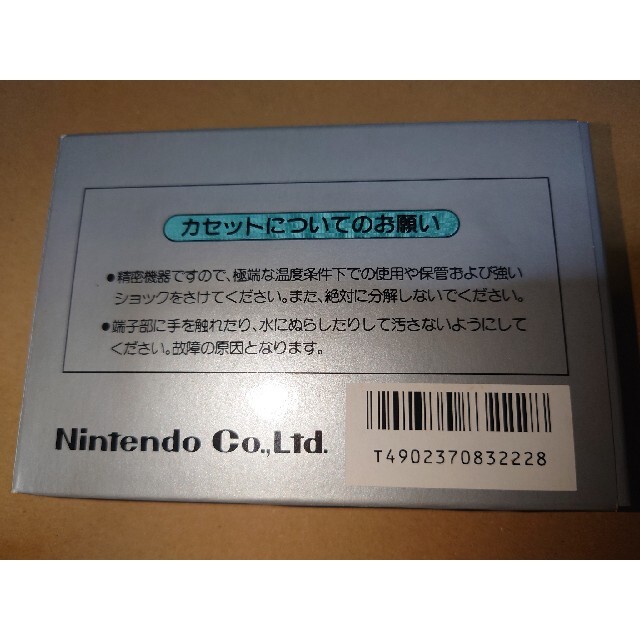 カセットについてのお願い
●精密機器ですので、極端な温度条件下での使用や保管および強い
ショックをさけてください。また、絶対に分解しないでください。
●端子部に手を触れたり、水にぬらしたりして汚さないようにして
ください。故障の原因となります。
Nintendo Co.,Ltd.
T4902370832228